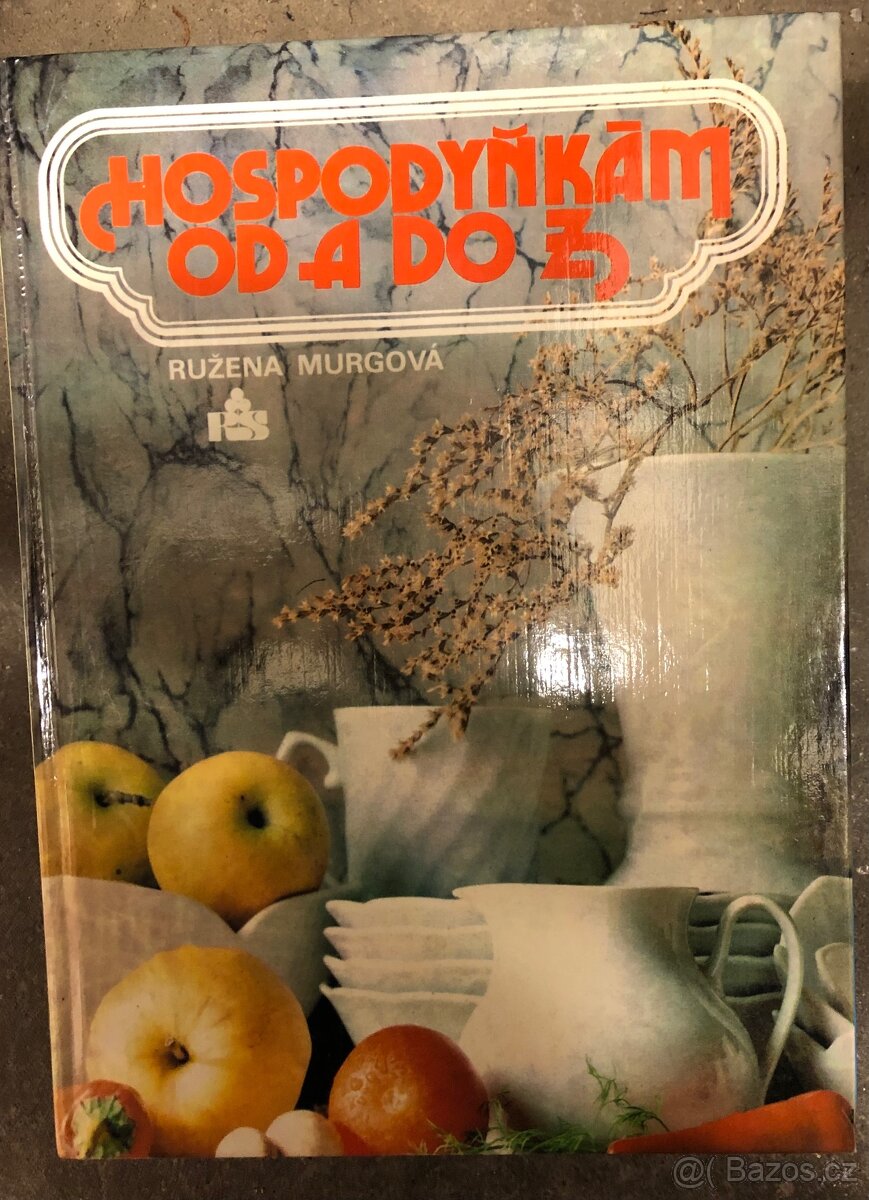 HOSPODYŇKÁM
OD A DO Z
RUŽENA MURGOVÁ
P&S
@( Bazos.cz